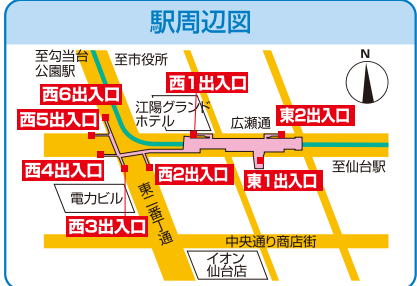 駅周辺図
至勾当台
公園駅
至市役所
N
西6出入口
西1出入口
江陽グランド
ホテル
西5出入口
広瀬通
東2出入口
西4出入口
西2出入口
東1出入口
至仙台駅
電力ビル
西3出入口
東二番丁通
中央通り商店街
イオン
仙台店